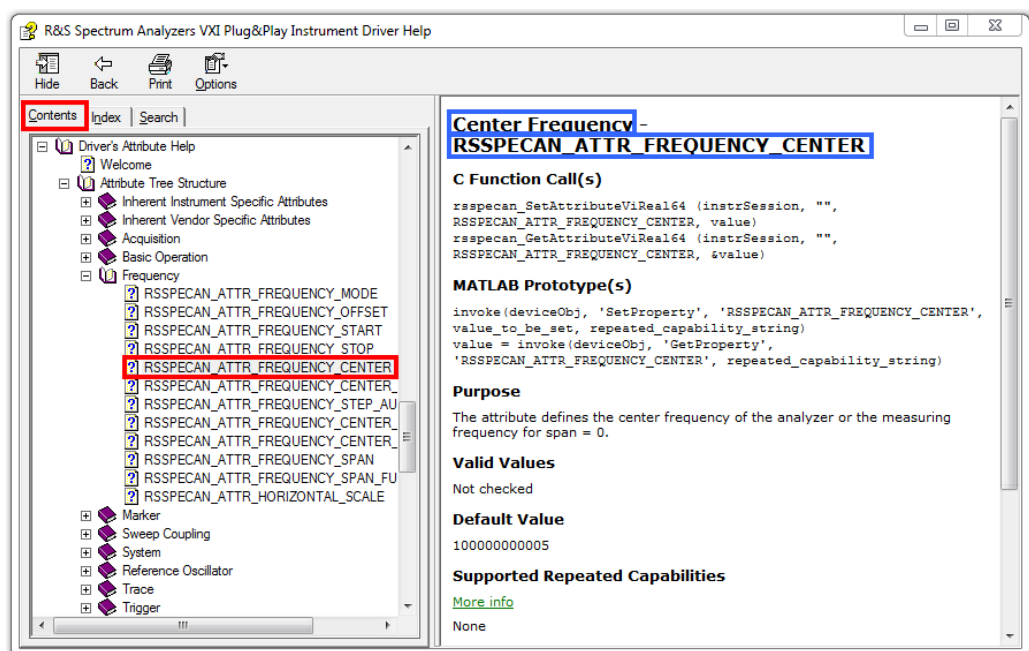 R&S Spectrum Analyzers VXI Plug&Play Instrument Driver Help
Hide Back Print Options
Contents Index Search
Driver's Attribute Help
Welcome
Attribute Tree Structure
Inherent Instrument Specific Attributes
Inherent Vendor Specific Attributes
Acquisition
Basic Operation
Frequency
RSSPECAN_ATTR_FREQUENCY_MODE
RSSPECAN_ATTR_FREQUENCY_OFFSET
RSSPECAN_ATTR_FREQUENCY_START
RSSPECAN_ATTR_FREQUENCY_STOP
RSSPECAN_ATTR_FREQUENCY_CENTER
RSSPECAN_ATTR_FREQUENCY_CENTER_
RSSPECAN_ATTR_FREQUENCY_STEP_AU
RSSPECAN_ATTR_FREQUENCY_CENTER_
RSSPECAN_ATTR_FREQUENCY_CENTER_
RSSPECAN_ATTR_FREQUENCY_SPAN
RSSPECAN_ATTR_FREQUENCY_SPAN_FU
RSSPECAN_ATTR_HORIZONTAL_SCALE
Marker
Sweep Coupling
System
Reference Oscillator
Trace
Trigger
Center Frequency -
RSSPECAN_ATTR_FREQUENCY_CENTER
C Function Call(s)
rsspecan_SetAttributeViReal64 (instrSession, "",
RSSPECAN_ATTR_FREQUENCY_CENTER, value)
rsspecan_GetAttributeViReal64 (instrSession, "",
RSSPECAN_ATTR_FREQUENCY_CENTER, &value)
MATLAB Prototype(s)
invoke(deviceObj, 'SetProperty', 'RSSPECAN_ATTR_FREQUENCY_CENTER',
value_to_be_set, repeated_capability_string)
value = invoke(deviceObj, 'GetProperty',
'RSSPECAN_ATTR_FREQUENCY_CENTER', repeated_capability_string)
Purpose
The attribute defines the center frequency of the analyzer or the measuring
frequency for span = 0.
Valid Values
Not checked
Default Value
100000000005
Supported Repeated Capabilities
More info
None